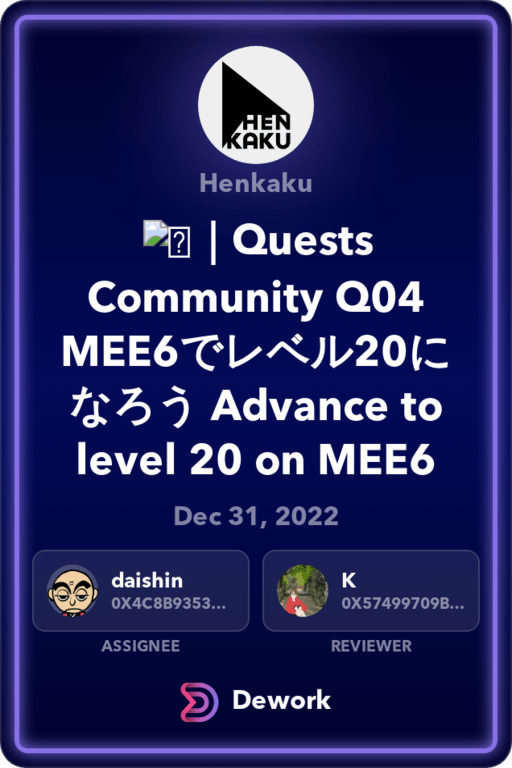 HEN
KAKU
Henkaku
| Quests
Community Q04
MEE6でレベル20に
なろう Advance to
level 20 on MEE6
Dec 31, 2022
daishin
0X4C8B9353...
K
0X57499709B...
ASSIGNEE
REVIEWER
Dework